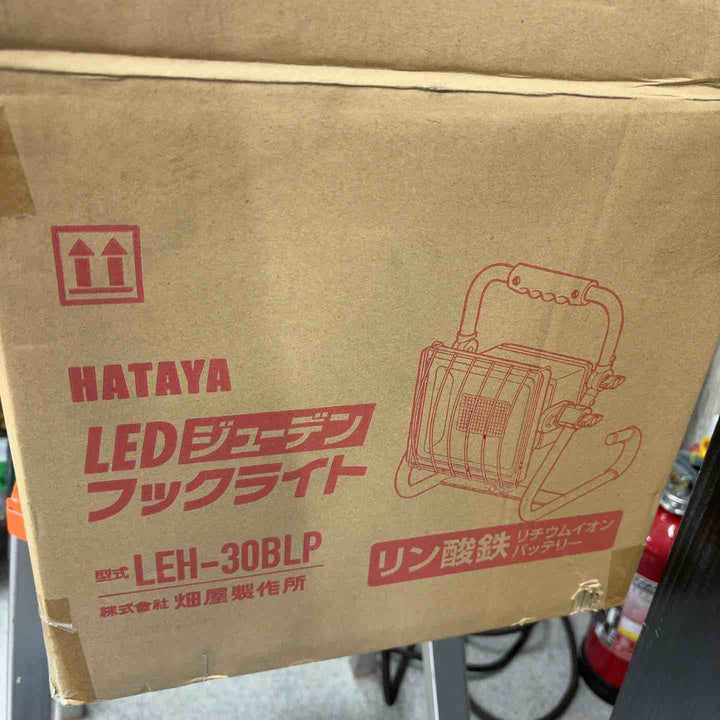 HATAYA
LEDジューデン
フックライト
型式 LEH-30BLP
株式會社 畑屋製作所
リン酸鉄 リチウムイオン
バッテリー